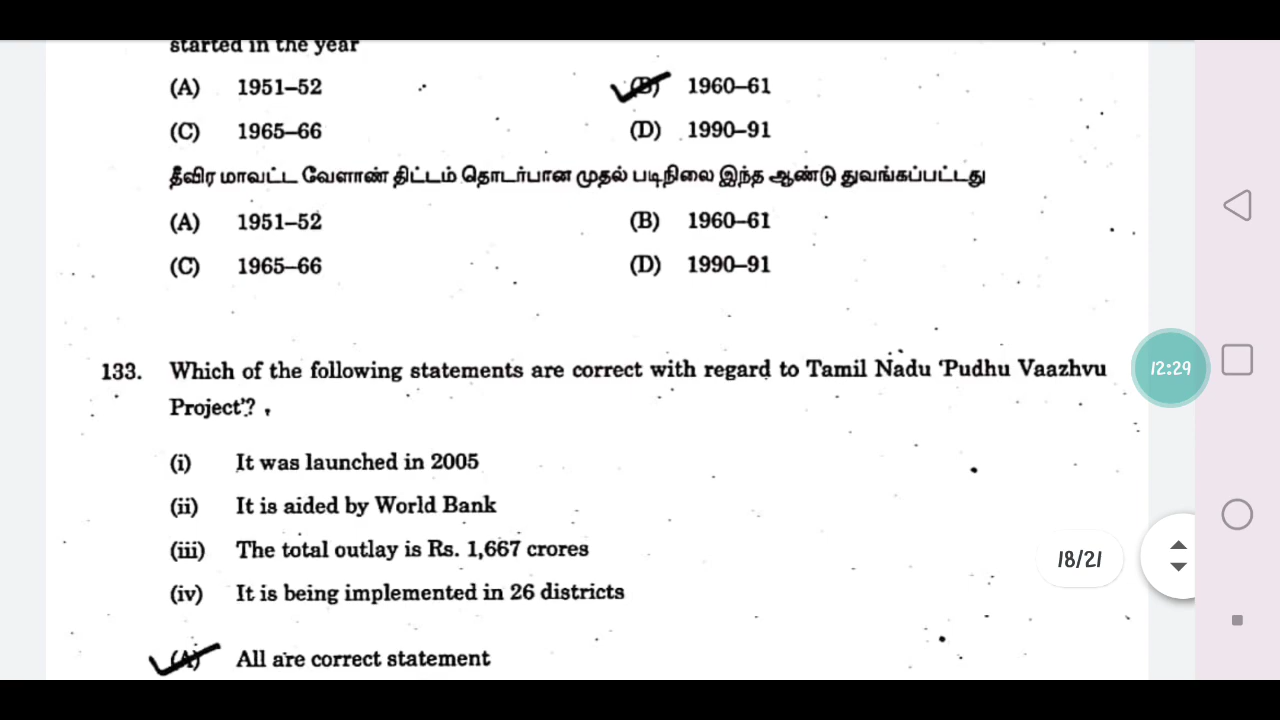 started in the year
(A) 1951–52 (B) 1960–61
(C) 1965–66 (D) 1990–91
தீவிர மாவட்ட வேளாண் திட்டம் தொடர்பான முதல் படிநிலை இந்த ஆண்டு துவங்கப்பட்டது
(A) 1951–52 (B) 1960–61
(C) 1965–66 (D) 1990–91
133. Which of the following statements are correct with regard to Tamil Nadu ‘Pudhu Vaazhvu
Project’?
(i) It was launched in 2005
(ii) It is aided by World Bank
(iii) The total outlay is Rs. 1,667 crores
(iv) It is being implemented in 26 districts
(A) All are correct statement
12:29
18/21